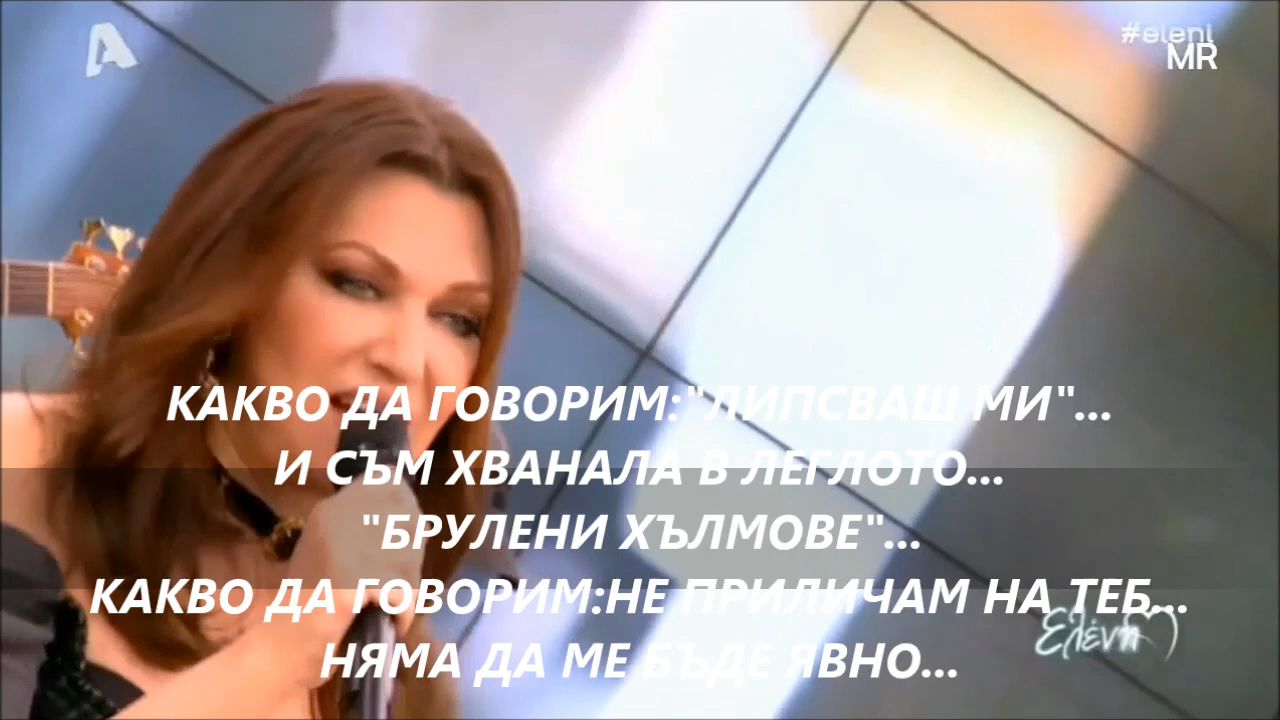 #eleni
MR
КАКВО ДА ГОВОРИМ:"ЛИПСВАШ МИ"...
И СЪМ ХВАНАЛА В ЛЕГЛОТО...
"БРУЛЕНИ ХЪЛМОВЕ"...
КАКВО ДА ГОВОРИМ:НЕ ПРИЛИЧАМ НА ТЕБ...
НЯМА ДА МЕ БЪДЕ ЯВНО...
Ελένη